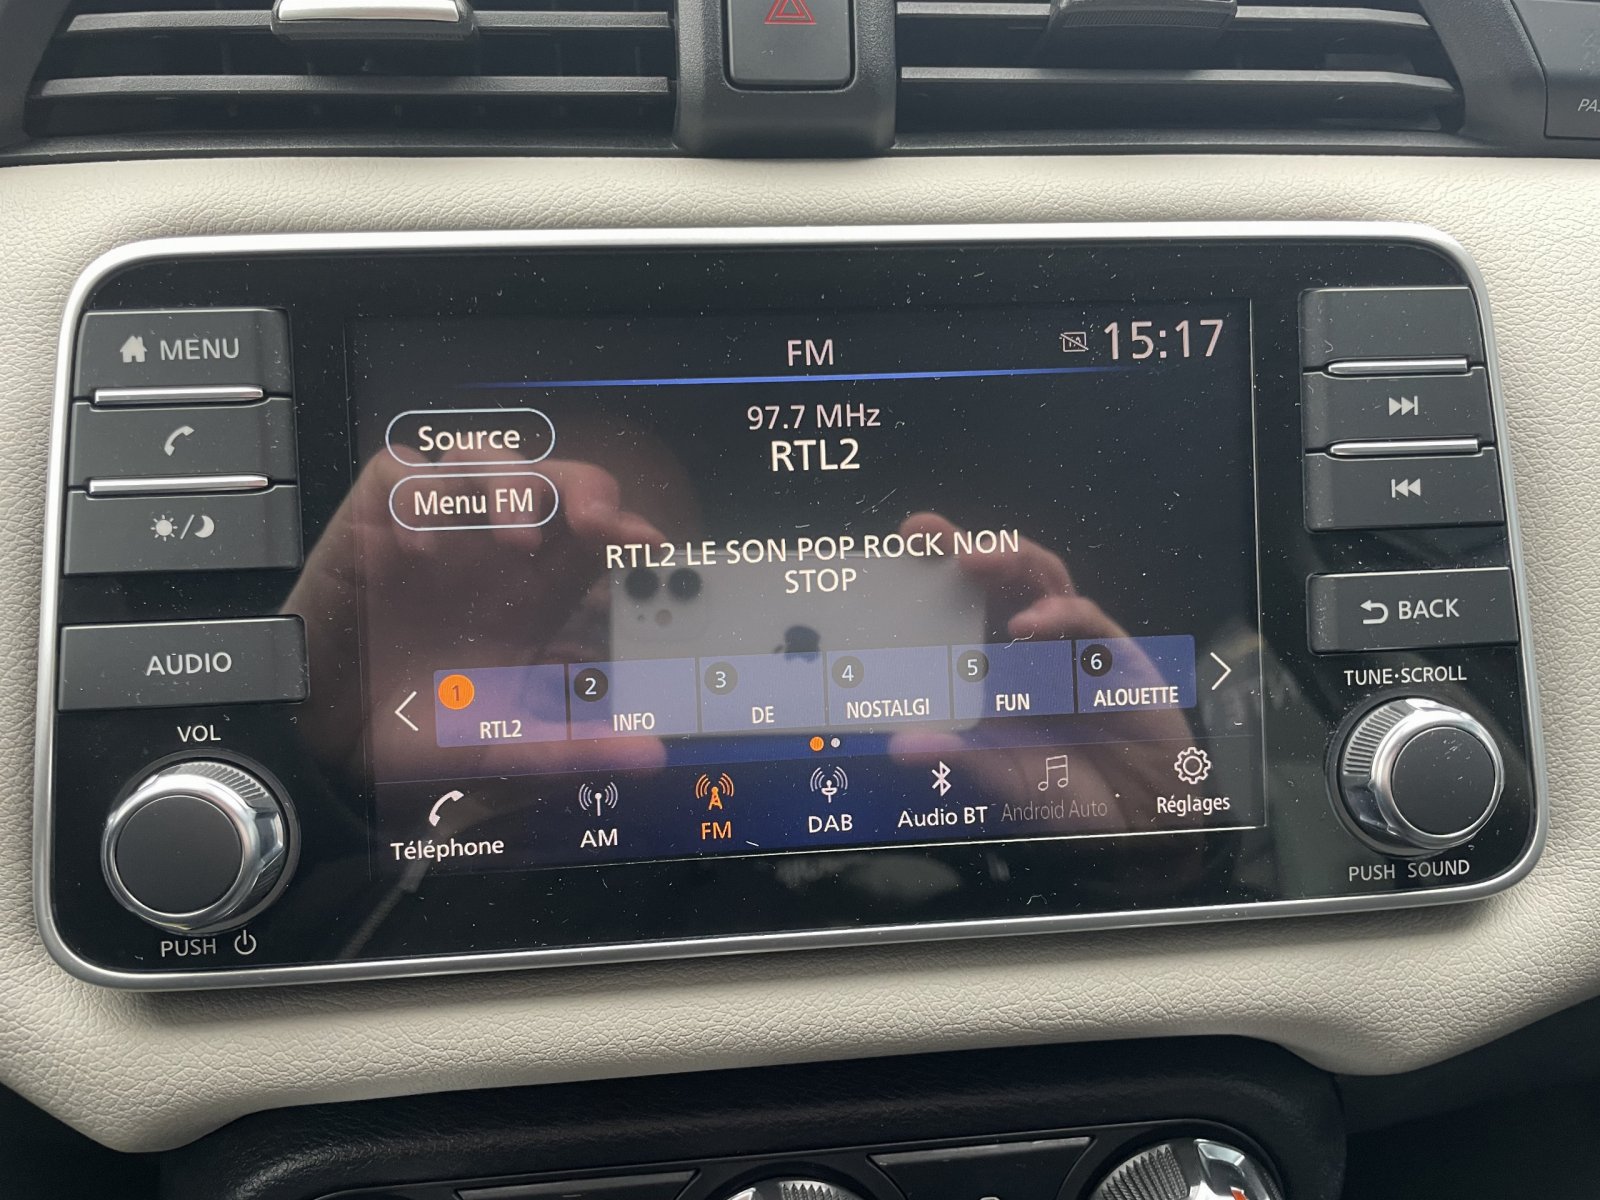 PA
MENU
FM
TA
15:17
97.7 MHz
RTL2
Source
Menu FM
RTL2 LE SON POP ROCK NON
STOP
AUDIO
BACK
VOL
TUNE·SCROLL
1
RTL2
2
INFO
3
DE
4
NOSTALGI
5
FUN
6
ALOUETTE
Téléphone
AM
FM
DAB
Audio BT
Android Auto
Réglages
PUSH
PUSH SOUND